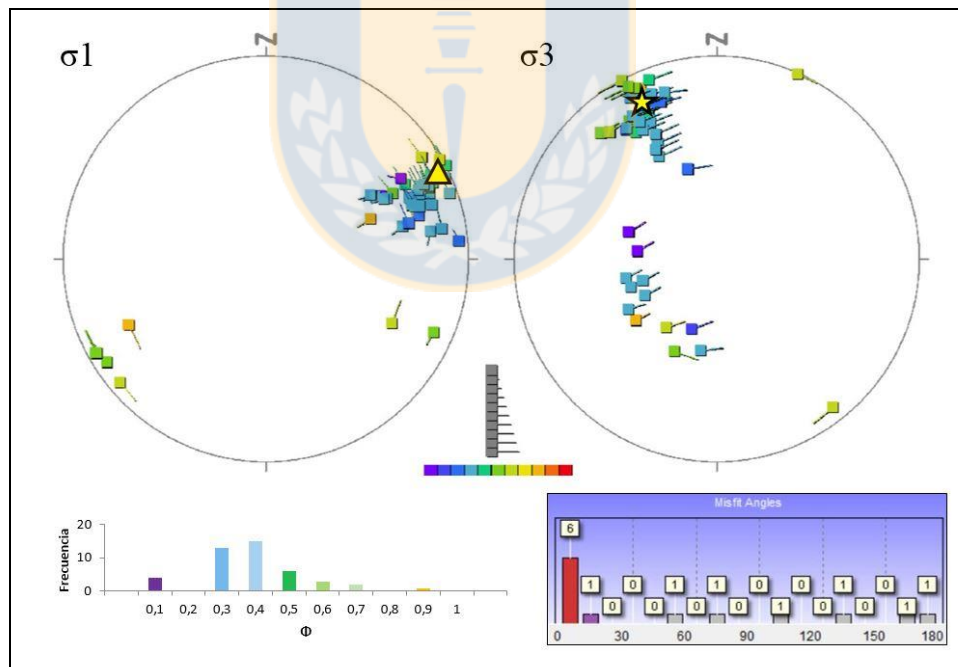 σ1
N
σ3
N
Frecuencia
20
10
0
0,1 0,2 0,3 0,4 0,5 0,6 0,7 0,8 0,9 1
Φ
Misfit Angles
6
1 0 1 1 0 0 1 0 1
0 0 0 0 1 0 0 1
0 30 60 90 120 150 180